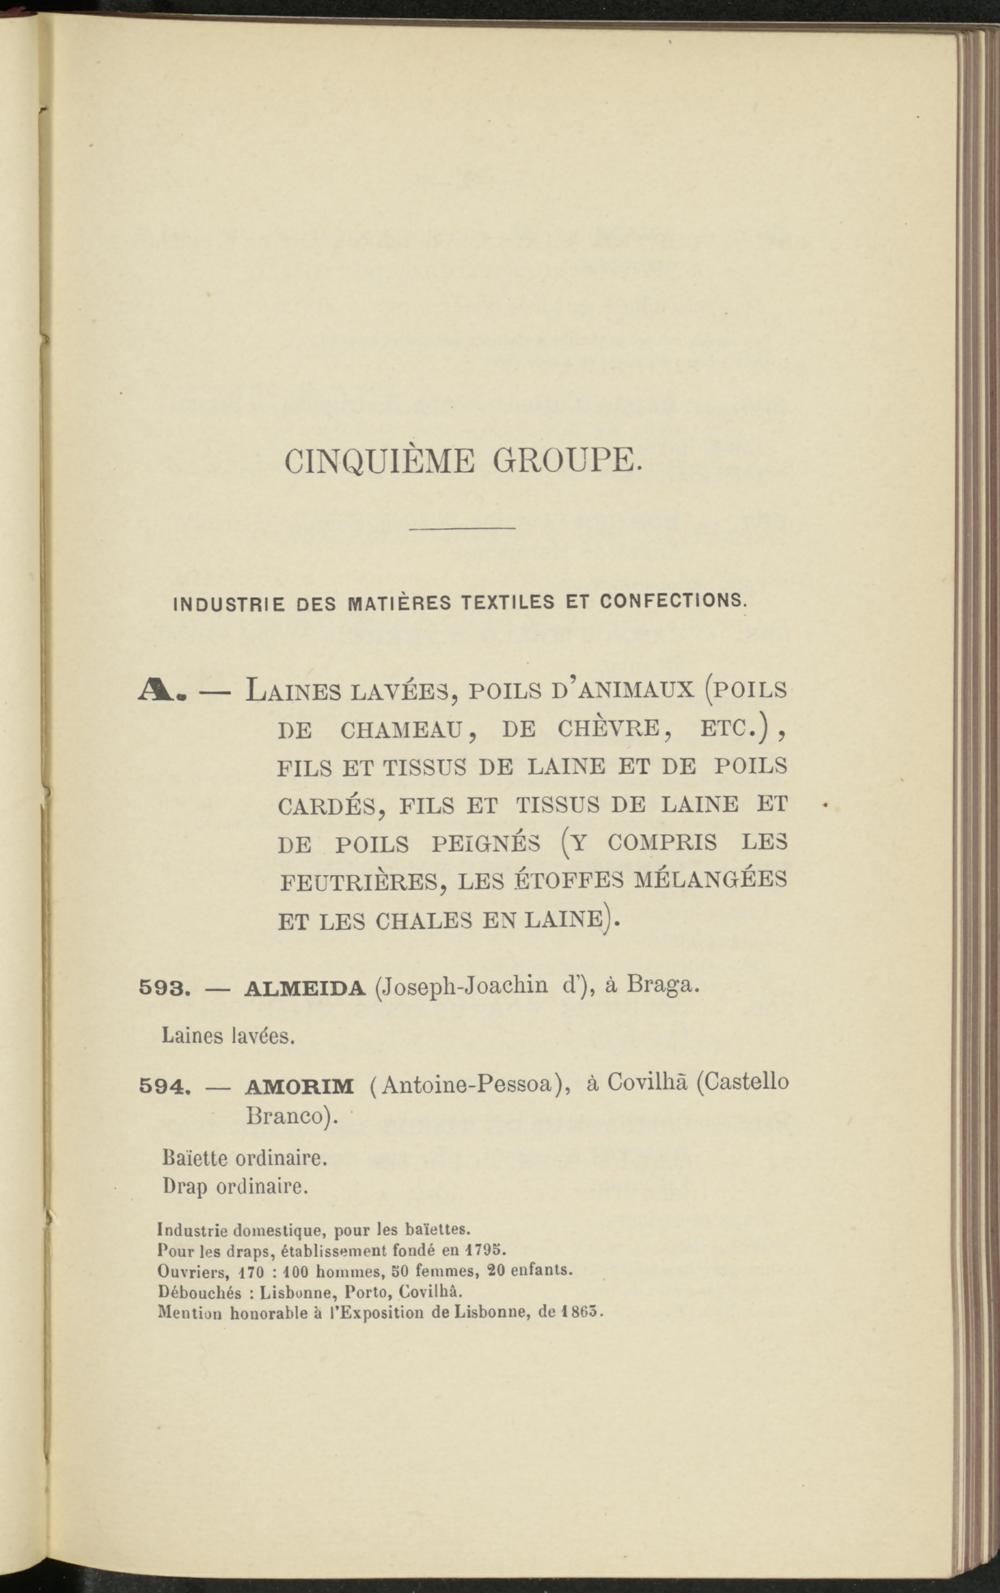 CINQUIÈME GROUPE.
INDUSTRIE DES MATIÈRES TEXTILES ET CONFECTIONS.
A. — LAINES LAVÉES, POILS D'ANIMAUX (POILS
DE CHAMEAU, DE CHÈVRE, ETC.),
FILS ET TISSUS DE LAINE ET DE POILS
CARDÉS, FILS ET TISSUS DE LAINE ET
DE POILS PEIGNÉS (Y COMPRIS LES
FEUTRIÈRES, LES ÉTOFFES MÉLANGÉES
ET LES CHALES EN LAINE).
593. — ALMEIDA (Joseph-Joachin d'), à Braga.
Laines lavées.
594. — AMORIM (Antoine-Pessoa), à Covilhã (Castello
Branco).
Baïette ordinaire.
Drap ordinaire.
Industrie domestique, pour les baïettes.
Pour les draps, établissement fondé en 1795.
Ouvriers, 170 : 100 hommes, 50 femmes, 20 enfants.
Débouchés : Lisbonne, Porto, Covilhâ.
Mention honorable à l'Exposition de Lisbonne, de 1863.